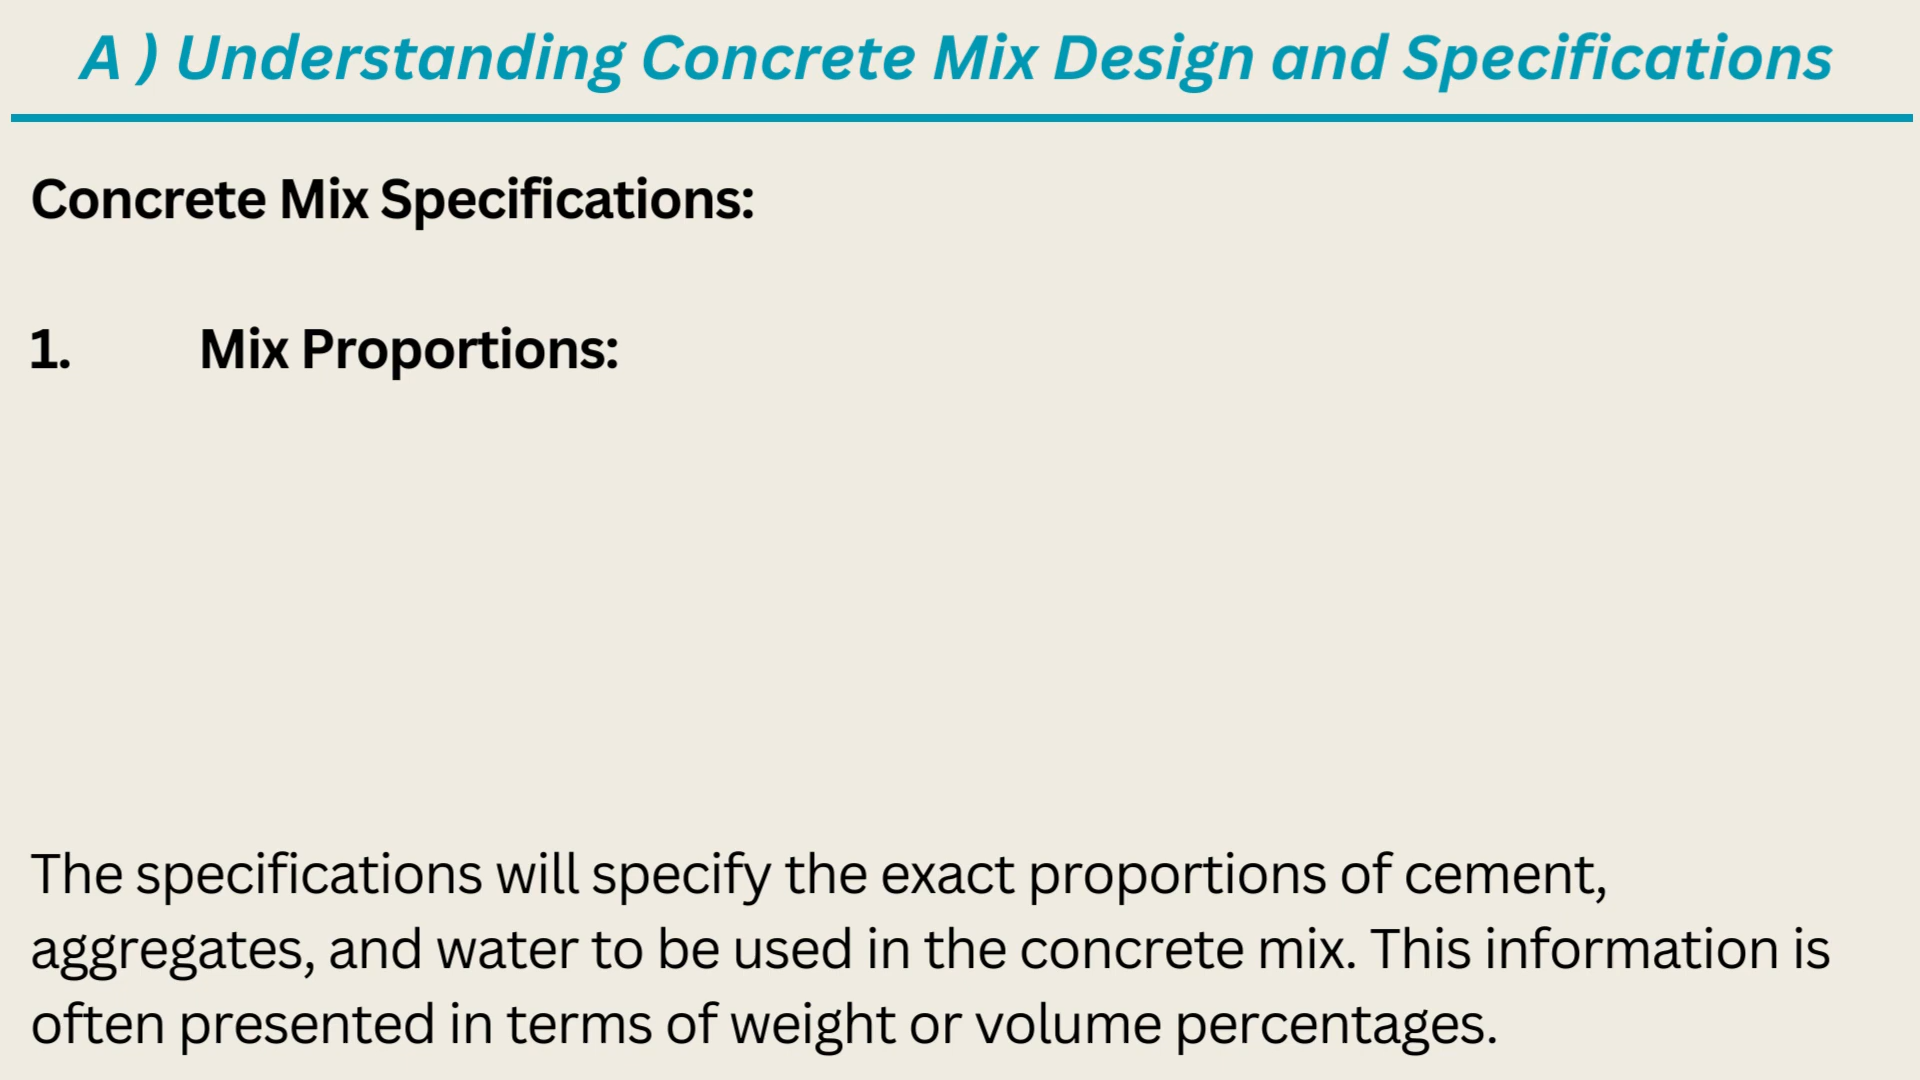 A ) Understanding Concrete Mix Design and Specifications
Concrete Mix Specifications:
1. Mix Proportions:
The specifications will specify the exact proportions of cement,
aggregates, and water to be used in the concrete mix. This information is
often presented in terms of weight or volume percentages.